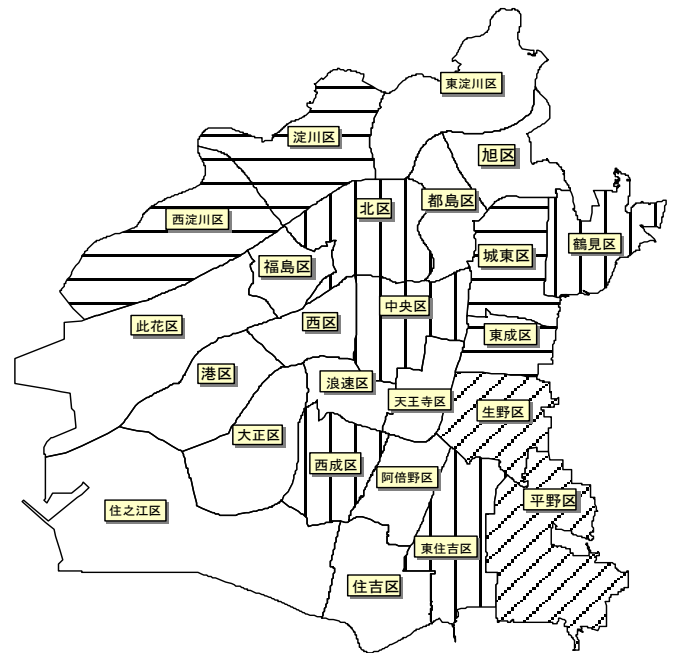 東淀川区
淀川区
旭区
都島区
北区
西淀川区
鶴見区
城東区
福島区
中央区
西区
此花区
東成区
港区
浪速区
天王寺区
生野区
大正区
西成区
阿倍野区
平野区
住之江区
東住吉区
住吉区